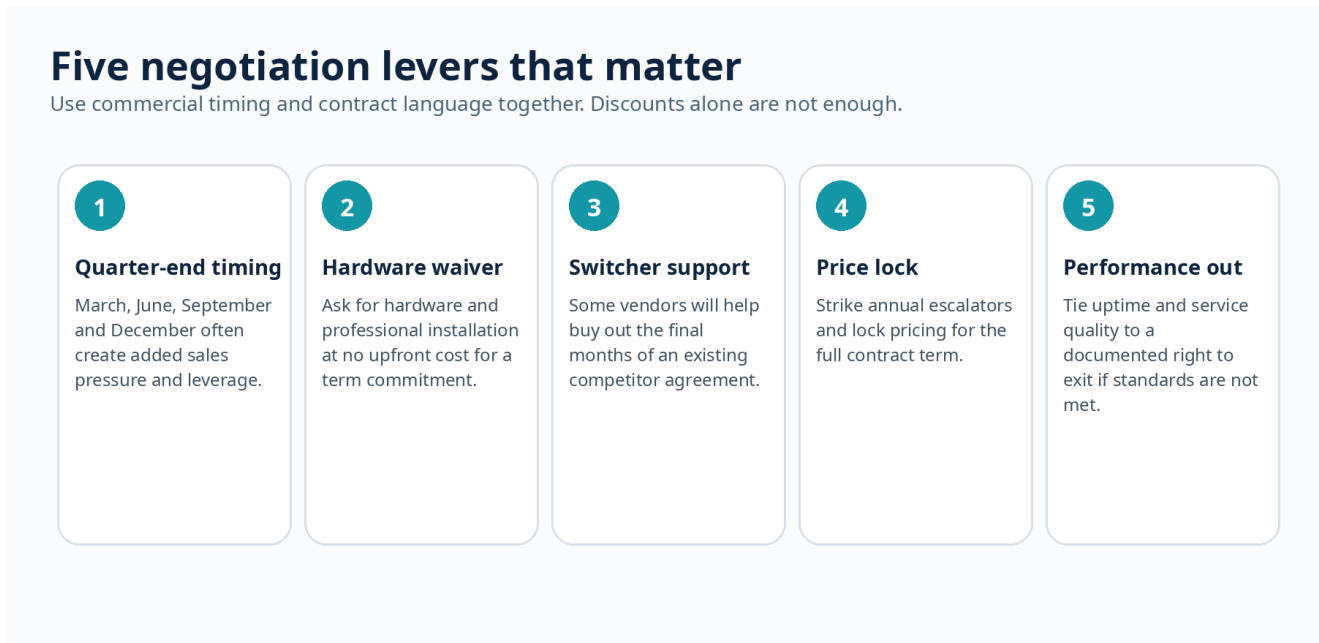 Five negotiation levers that matter
Use commercial timing and contract language together. Discounts alone are not enough.
1
Quarter-end timing
March, June, September
and December often
create added sales
pressure and leverage.
2
Hardware waiver
Ask for hardware and
professional installation
at no upfront cost for a
term commitment.
3
Switcher support
Some vendors will help
buy out the final
months of an existing
competitor agreement.
4
Price lock
Strike annual escalators
and lock pricing for the
full contract term.
5
Performance out
Tie uptime and service
quality to a
documented right to
exit if standards are not
met.